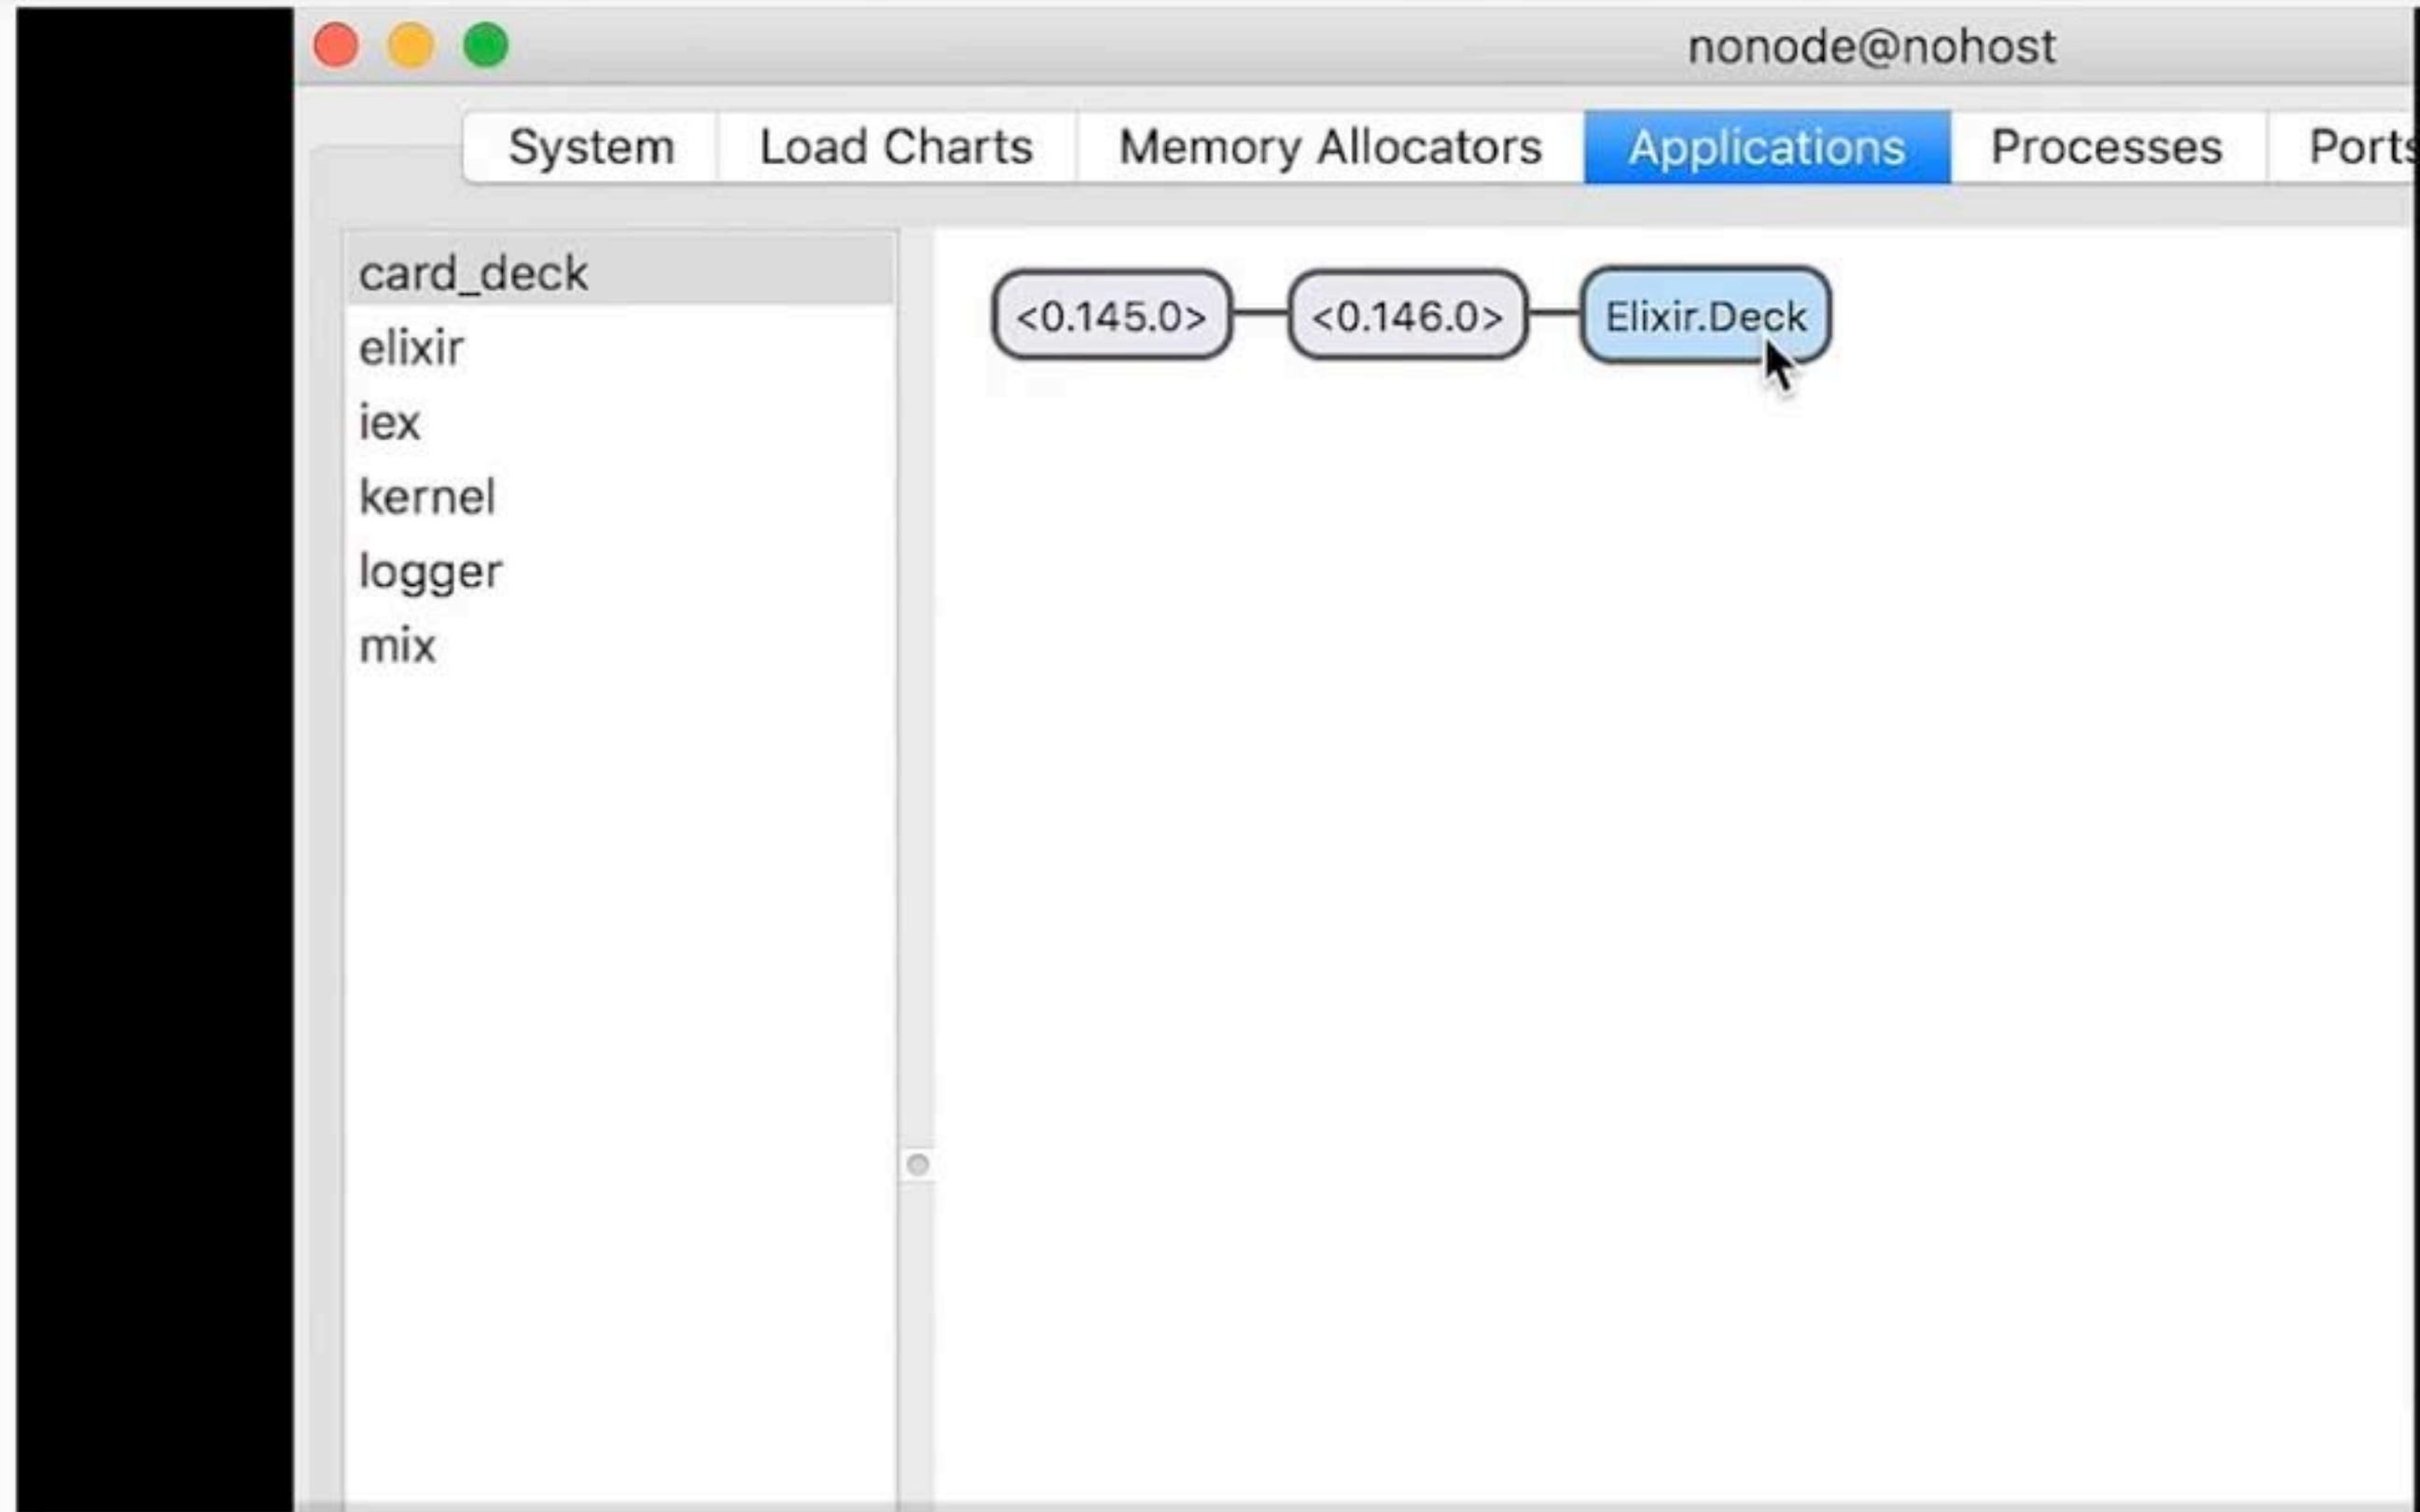 nonode@nohost
System Load Charts Memory Allocators Applications Processes Ports
card_deck
elixir
iex
kernel
logger
mix
<0.145.0> <0.146.0> Elixir.Deck